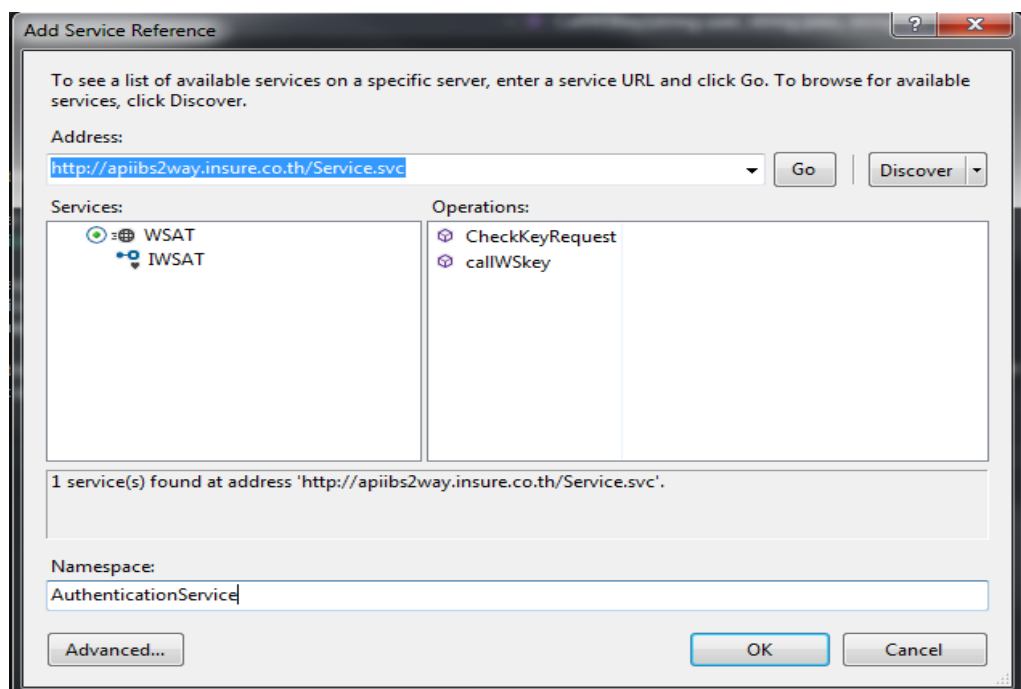 Add Service Reference
To see a list of available services on a specific server, enter a service URL and click Go. To browse for available
services, click Discover.
Address:
http://apiibs2way.insure.co.th/Service.svc
Go
Discover
Services:
Operations:
WSAT
IWSAT
CheckKeyRequest
callWSkey
1 service(s) found at address 'http://apiibs2way.insure.co.th/Service.svc'.
Namespace:
AuthenticationService
Advanced...
OK
Cancel